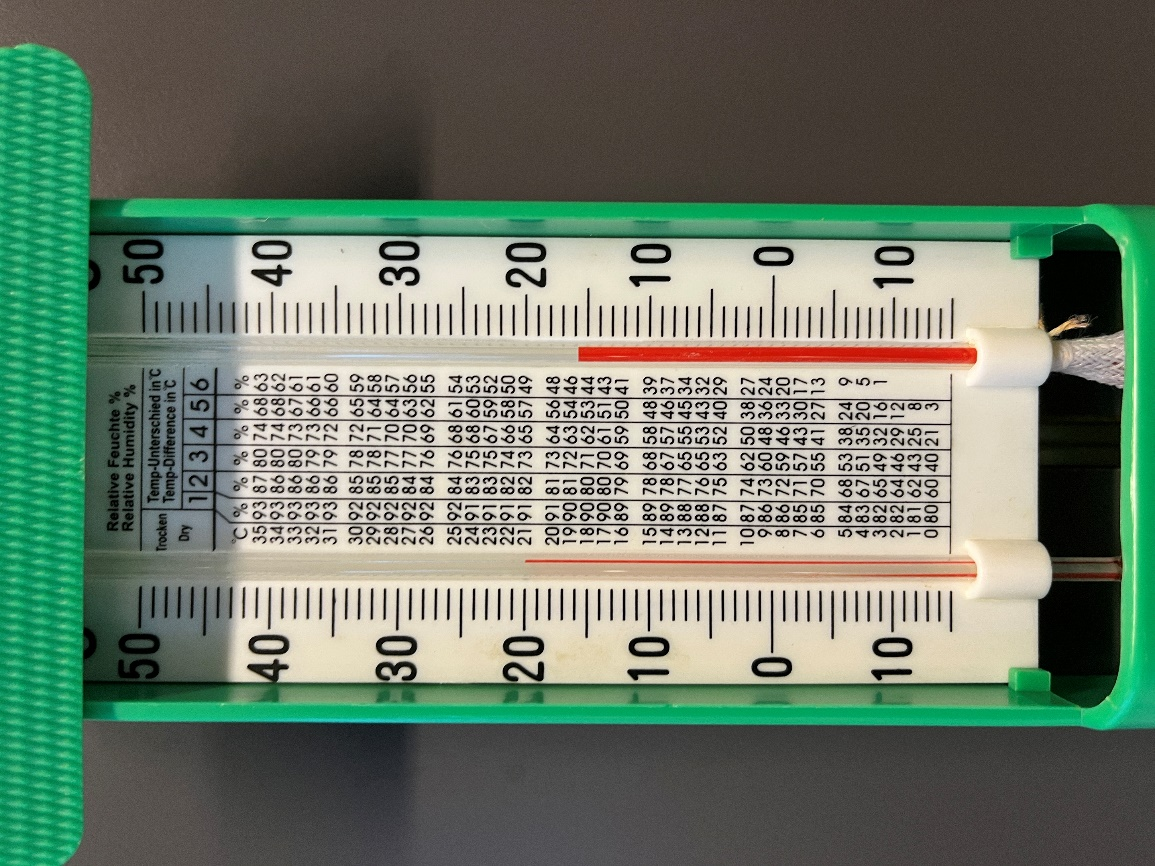 Relative Feuchte %
Relative Humidity %
Trocken Temp-Unterschied in °C
Dry Temp-Difference in °C
1 2 3 4 5 6
°C % % % % % %
35 93 87 80 74 68 63
34 93 86 80 74 68 62
33 93 86 80 73 67 61
32 93 86 79 73 66 61
31 93 86 79 72 66 60
30 92 85 78 72 65 59
29 92 85 78 71 64 58
28 92 85 77 70 64 57
27 92 84 77 70 63 56
26 92 84 76 69 62 55
25 92 84 76 68 61 54
24 91 83 75 68 60 53
23 91 83 75 67 59 52
22 91 82 74 66 58 50
21 91 82 73 65 57 49
20 91 81 73 64 56 48
19 90 81 72 63 54 46
18 90 80 71 62 53 44
17 90 80 70 61 51 43
16 89 79 69 59 50 41
15 89 78 68 58 48 39
14 89 78 67 57 46 37
13 88 77 65 55 45 34
12 88 76 65 53 43 32
11 87 75 63 52 40 29
10 87 74 62 50 38 27
9 86 73 60 48 36 24
8 86 72 59 46 33 20
7 85 71 57 43 30 17
6 85 70 55 41 27 13
5 84 68 53 38 24 9
4 83 67 51 35 20 5
3 82 65 49 32 16 1
2 82 64 46 29 12
1 81 62 43 25 8
0 80 60 40 21 3
50 50
40 40
30 30
20 20
10 10
0 0
10 10